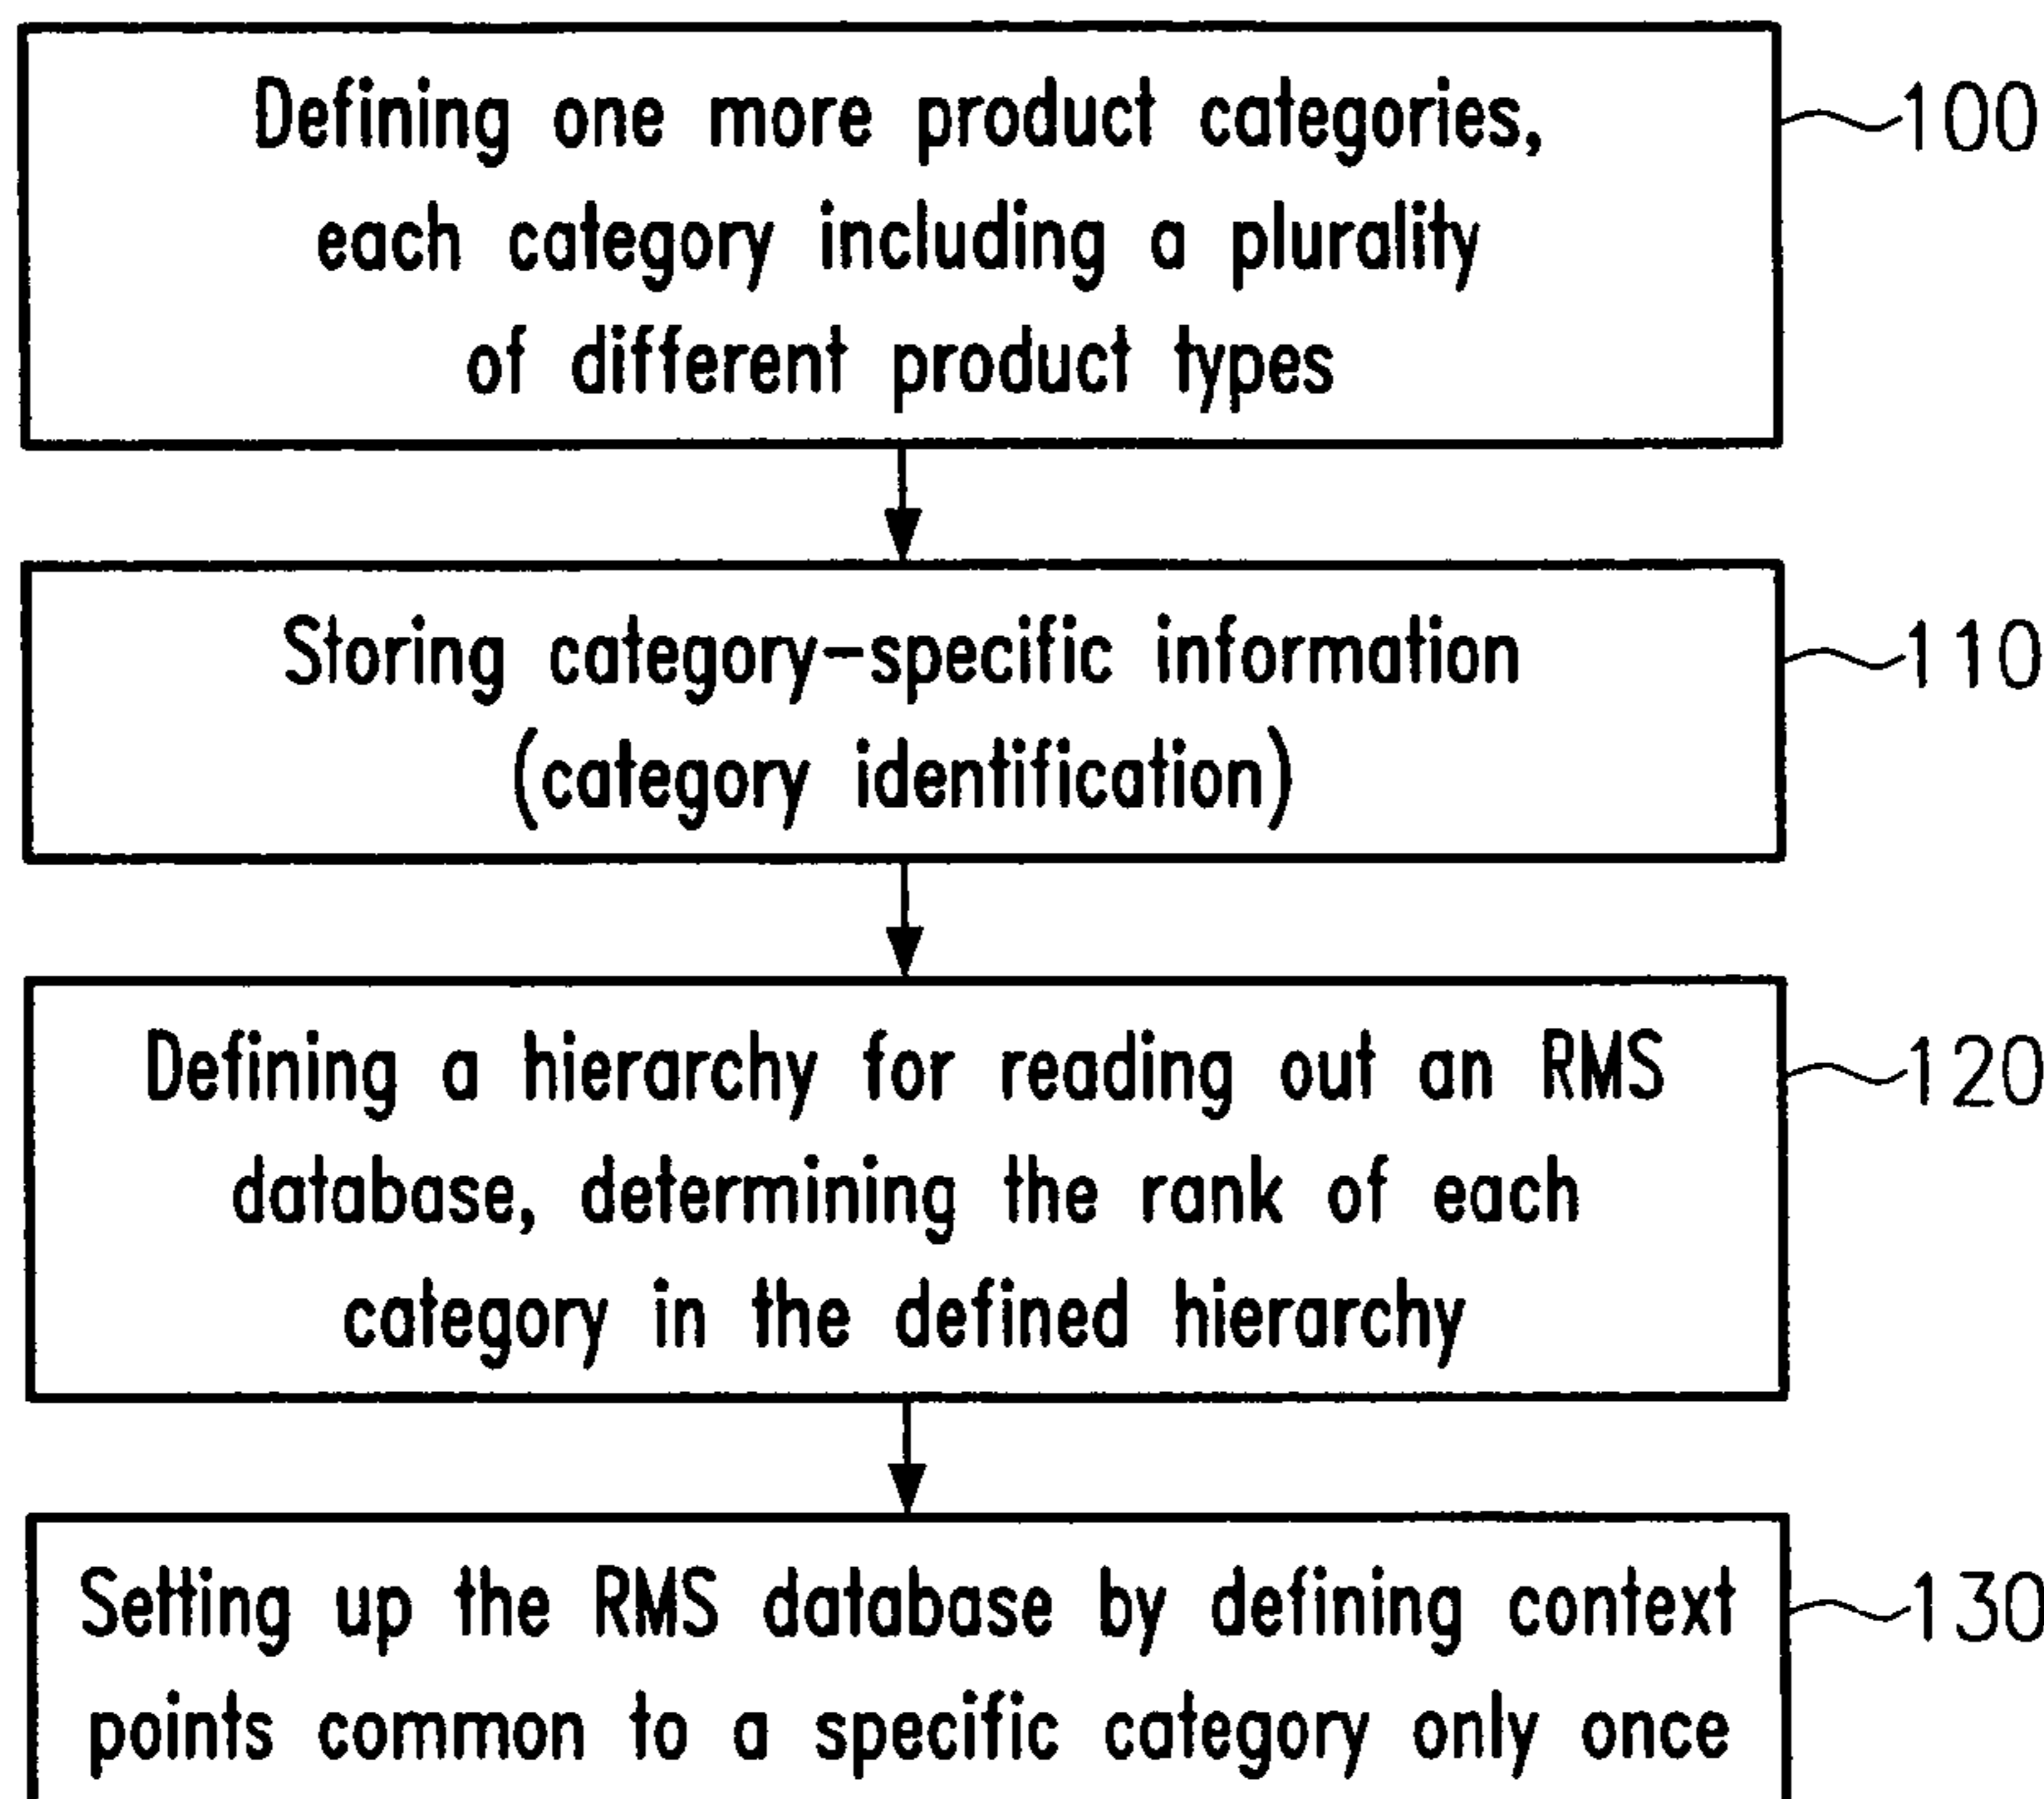 Defining one more product categories,
each category including a plurality
of different product types
100
Storing category-specific information
(category identification)
110
Defining a hierarchy for reading out an RMS
database, determining the rank of each
category in the defined hierarchy
120
Setting up the RMS database by defining context
points common to a specific category only once
130